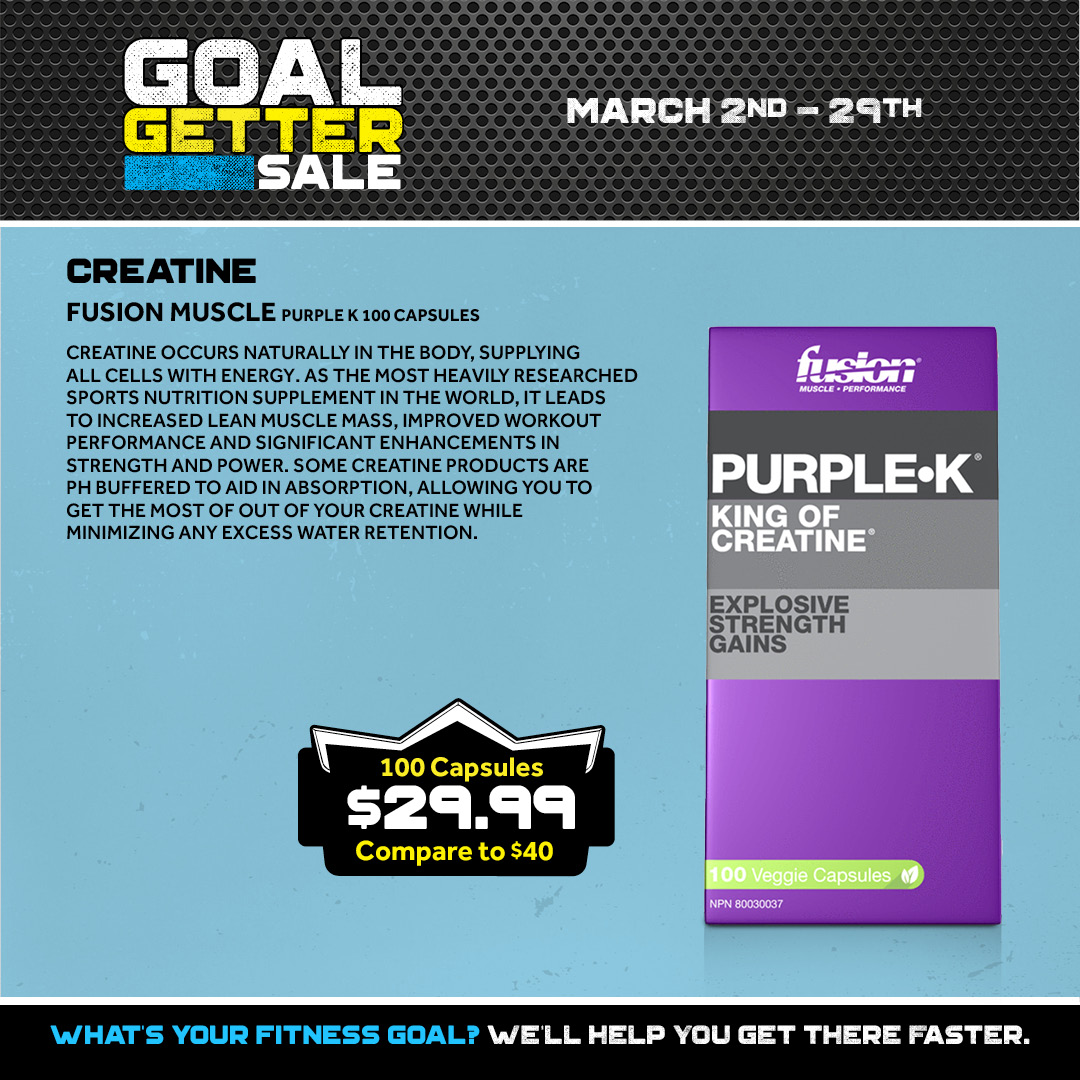 GOAL
GETTER
SALE
MARCH 2ND – 29TH
CREATINE
FUSION MUSCLE PURPLE K 100 CAPSULES
CREATINE OCCURS NATURALLY IN THE BODY, SUPPLYING
ALL CELLS WITH ENERGY. AS THE MOST HEAVILY RESEARCHED
SPORTS NUTRITION SUPPLEMENT IN THE WORLD, IT LEADS
TO INCREASED LEAN MUSCLE MASS, IMPROVED WORKOUT
PERFORMANCE AND SIGNIFICANT ENHANCEMENTS IN
STRENGTH AND POWER. SOME CREATINE PRODUCTS ARE
PH BUFFERED TO AID IN ABSORPTION, ALLOWING YOU TO
GET THE MOST OF OUT OF YOUR CREATINE WHILE
MINIMIZING ANY EXCESS WATER RETENTION.
100 Capsules
$29.99
Compare to $40
fusion®
MUSCLE • PERFORMANCE
PURPLE•K®
KING OF
CREATINE®
EXPLOSIVE
STRENGTH
GAINS
100 Veggie Capsules
NPN 80030037
WHAT'S YOUR FITNESS GOAL? WE'LL HELP YOU GET THERE FASTER.